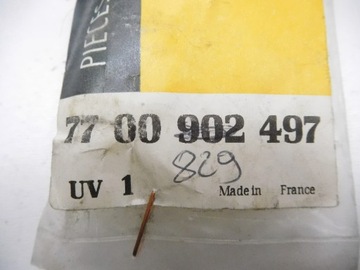 PIECES
77 00 902 497
829
UV 1 Made in France